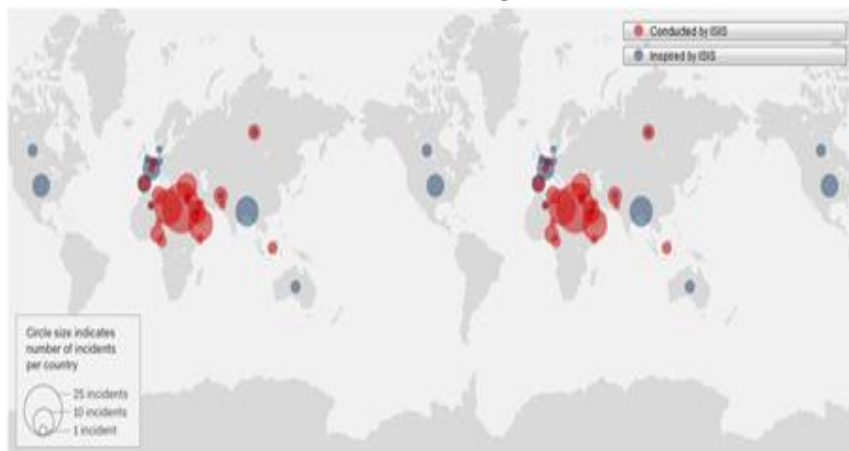 Conducted by ISIS
Inspired by ISIS
Circle size indicates
number of incidents
per country
25 incidents
10 incidents
1 incident